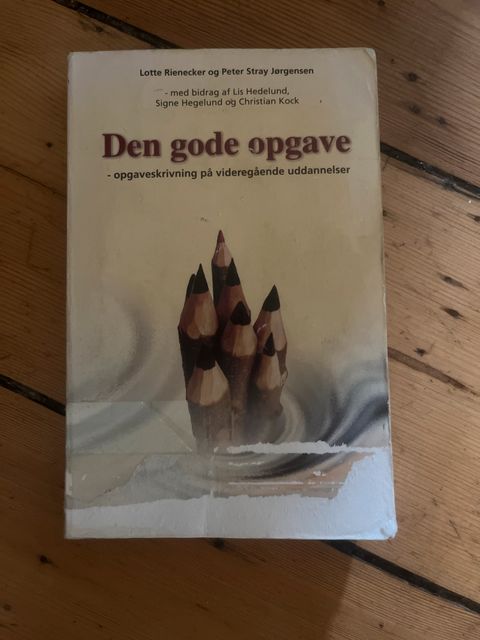 Lotte Rienecker og Peter Stray Jørgensen
- med bidrag af Lis Hedelund,
Signe Hegelund og Christian Kock
Den gode opgave
- opgaveskrivning på videregående uddannelser